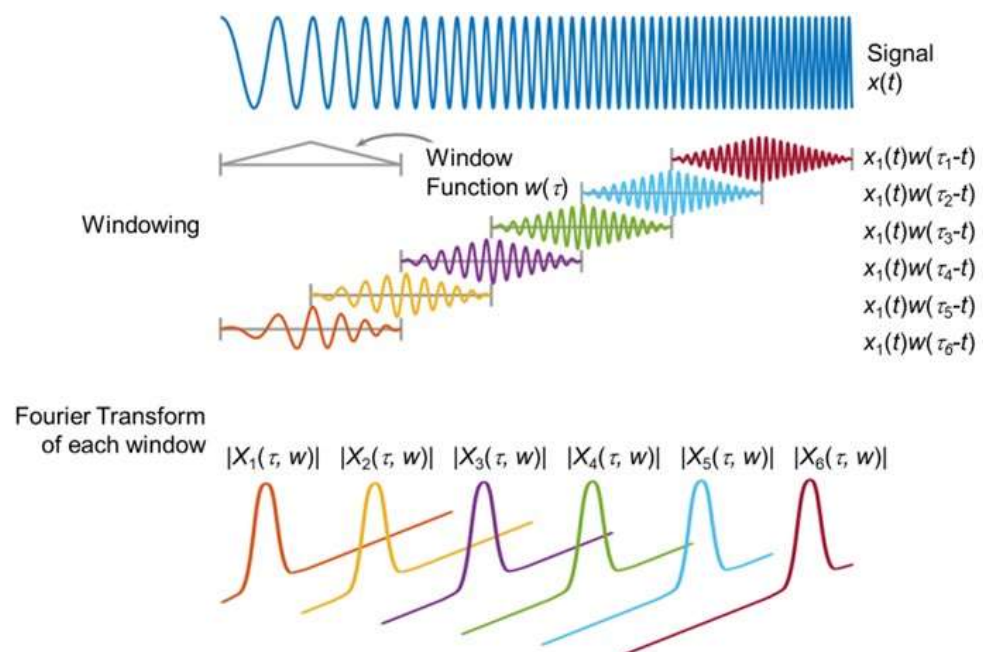 Signal
x(t)
Window
Function w(τ)
Windowing
x₁(t)w(τ₁-t)
x₁(t)w(τ₂-t)
x₁(t)w(τ₃-t)
x₁(t)w(τ₄-t)
x₁(t)w(τ₅-t)
x₁(t)w(τ₆-t)
Fourier Transform
of each window
|X₁(τ, w)| |X₂(τ, w)| |X₃(τ, w)| |X₄(τ, w)| |X₅(τ, w)| |X₆(τ, w)|